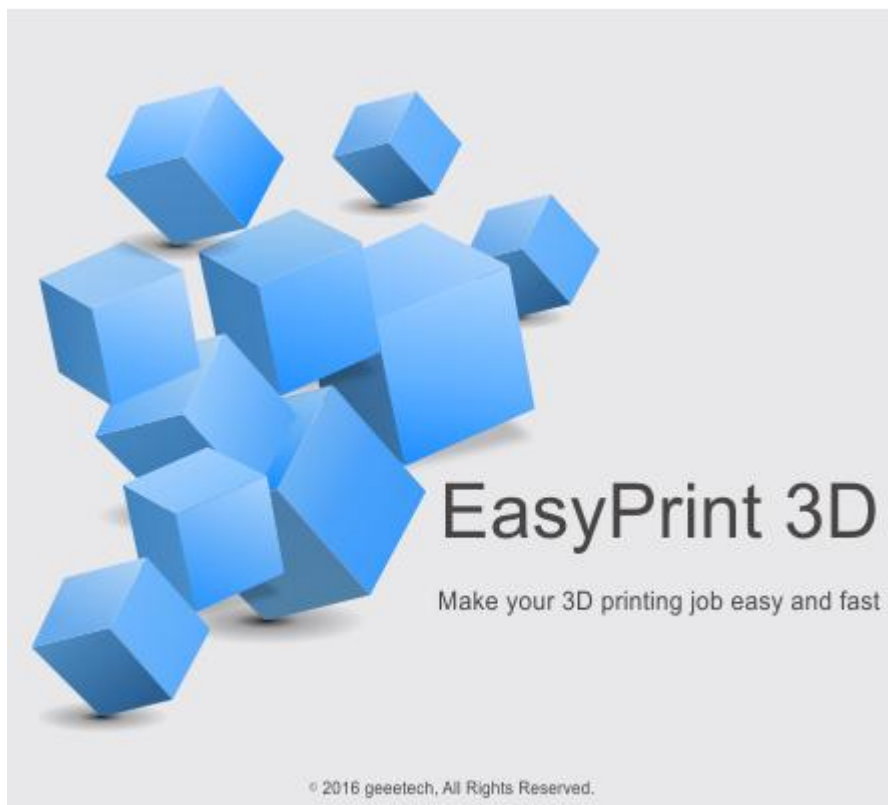 EasyPrint 3D
Make your 3D printing job easy and fast
© 2016 geeetech, All Rights Reserved.